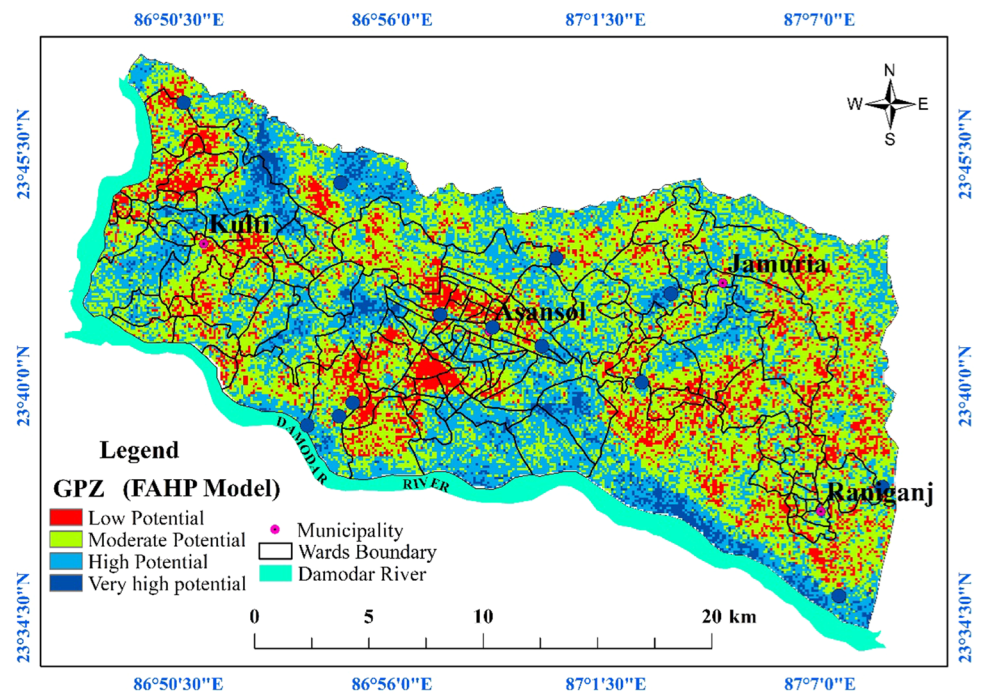 86°50'30"E 86°56'0"E 87°1'30"E 87°7'0"E
N
W E
S
23°45'30"N 23°45'30"N
Kulti
Jamuria
Asansol
23°40'0"N 23°40'0"N
DAMODAR RIVER
Raniganj
Legend
GPZ (FAHP Model)
Low Potential
Moderate Potential
High Potential
Very high potential
Municipality
Wards Boundary
Damodar River
23°34'30"N 23°34'30"N
0 5 10 20 km
86°50'30"E 86°56'0"E 87°1'30"E 87°7'0"E